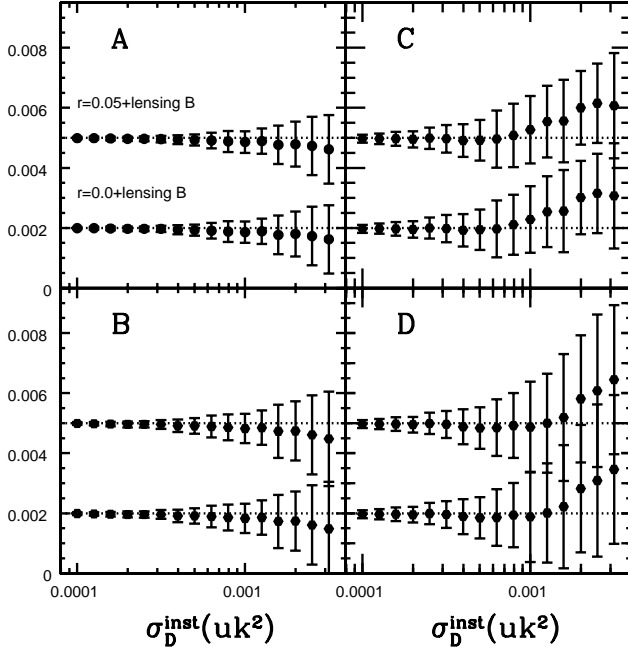 A
C
0.008
0.006
r=0.05+lensing B
0.004
r=0.0+lensing B
0.002
0
B
D
0.008
0.006
0.004
0.002
0
0.0001 0.001 0.0001 0.001
σ_D^inst(uk²) σ_D^inst(uk²)